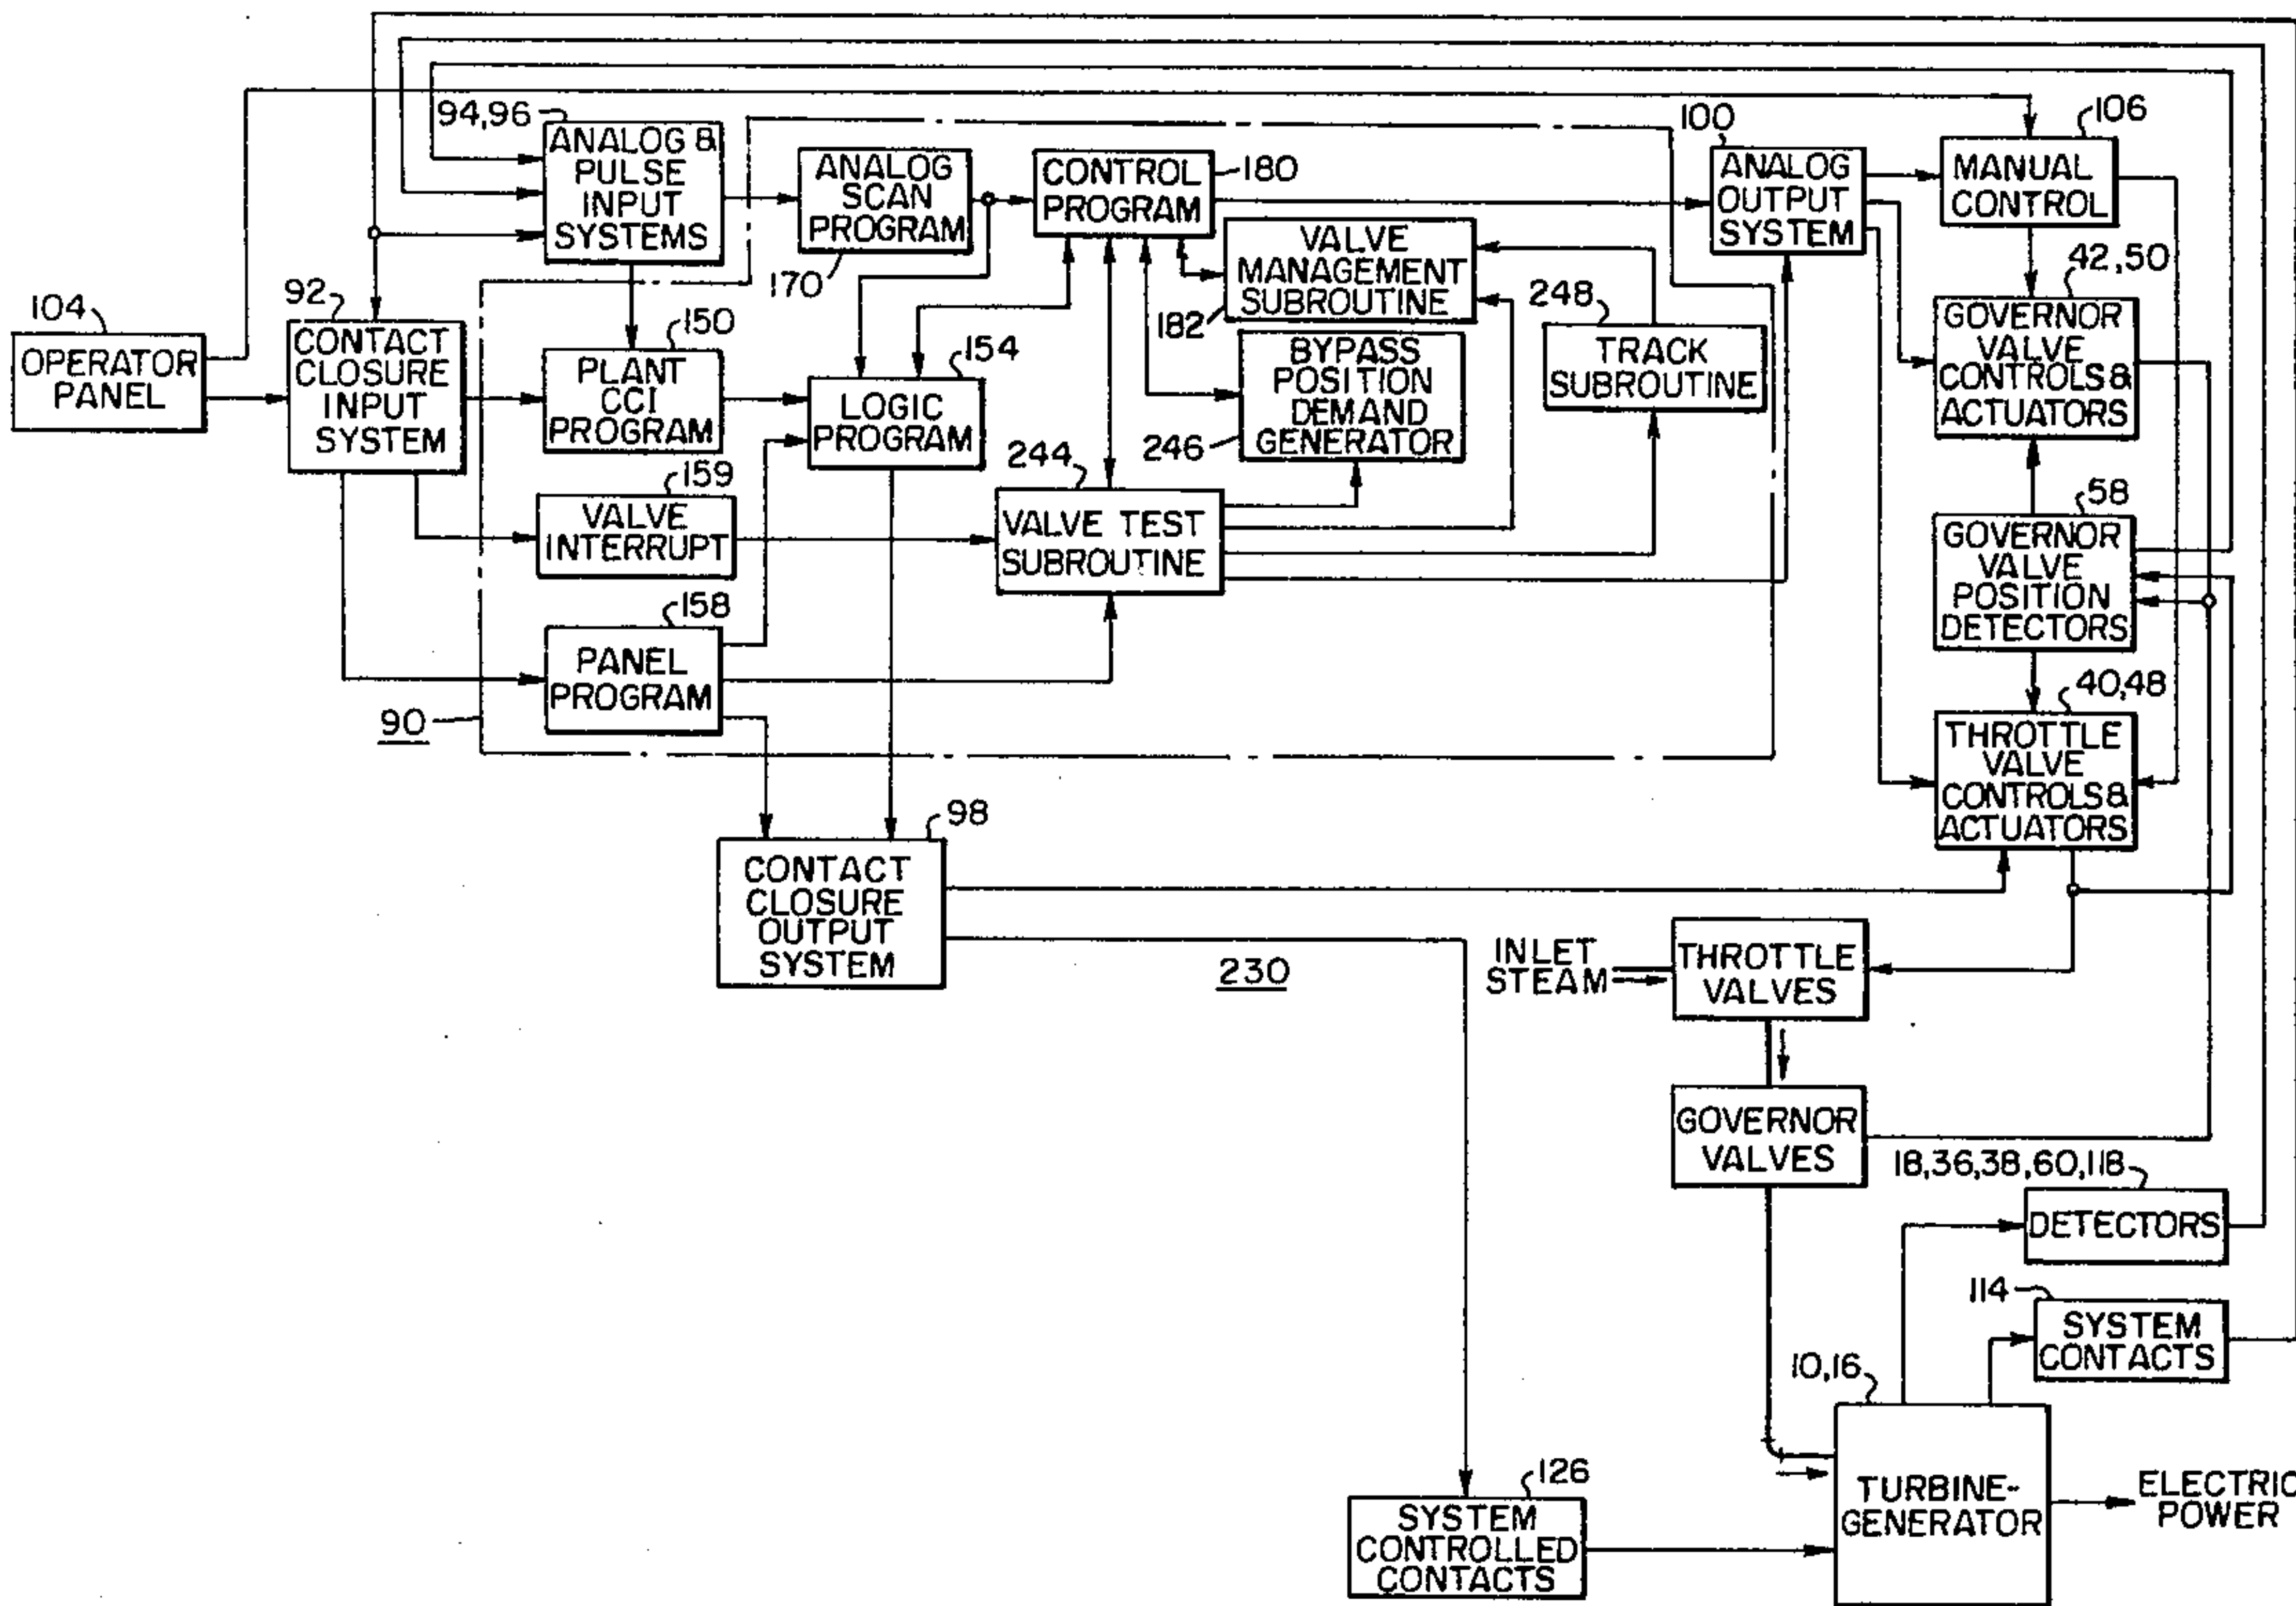 94,96
ANALOG &
PULSE
INPUT
SYSTEMS
ANALOG
SCAN
PROGRAM
170
CONTROL
PROGRAM
180
100
ANALOG
OUTPUT
SYSTEM
106
MANUAL
CONTROL
VALVE
MANAGEMENT
SUBROUTINE
182
42,50
GOVERNOR
VALVE
CONTROLS &
ACTUATORS
104
OPERATOR
PANEL
92
CONTACT
CLOSURE
INPUT
SYSTEM
150
PLANT
CCI
PROGRAM
154
LOGIC
PROGRAM
BYPASS
POSITION
DEMAND
GENERATOR
246
248
TRACK
SUBROUTINE
159
VALVE
INTERRUPT
244
VALVE TEST
SUBROUTINE
58
GOVERNOR
VALVE
POSITION
DETECTORS
158
PANEL
PROGRAM
90
40,48
THROTTLE
VALVE
CONTROLS &
ACTUATORS
98
CONTACT
CLOSURE
OUTPUT
SYSTEM
230
INLET
STEAM
THROTTLE
VALVES
GOVERNOR
VALVES
18,36,38,60,118
DETECTORS
114
SYSTEM
CONTACTS
10,16
TURBINE-
GENERATOR
ELECTRIC
POWER
126
SYSTEM
CONTROLLED
CONTACTS